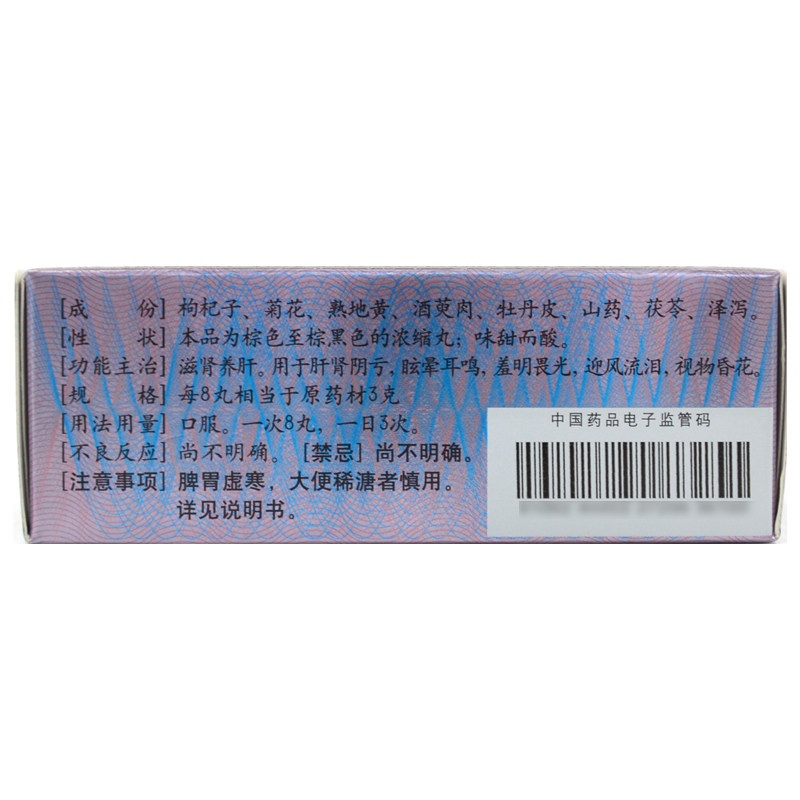 [成 份] 枸杞子、菊花、熟地黄、酒萸肉、牡丹皮、山药、茯苓、泽泻。
[性 状] 本品为棕色至棕黑色的浓缩丸；味甜而酸。
[功能主治] 滋肾养肝。用于肝肾阴亏，眩晕耳鸣，羞明畏光，迎风流泪，视物昏花。
[规 格] 每8丸相当于原药材3克
[用法用量] 口服。一次8丸，一日3次。
[不良反应] 尚不明确。 [禁忌] 尚不明确。
[注意事项] 脾胃虚寒，大便稀溏者慎用。
详见说明书。
中国药品电子监管码